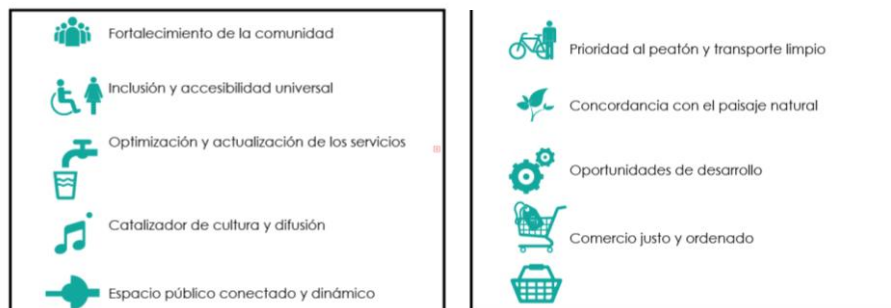 Fortalecimiento de la comunidad
Inclusión y accesibilidad universal
Optimización y actualización de los servicios
Catalizador de cultura y difusión
Espacio público conectado y dinámico
Prioridad al peatón y transporte limpio
Concordancia con el paisaje natural
Oportunidades de desarrollo
Comercio justo y ordenado